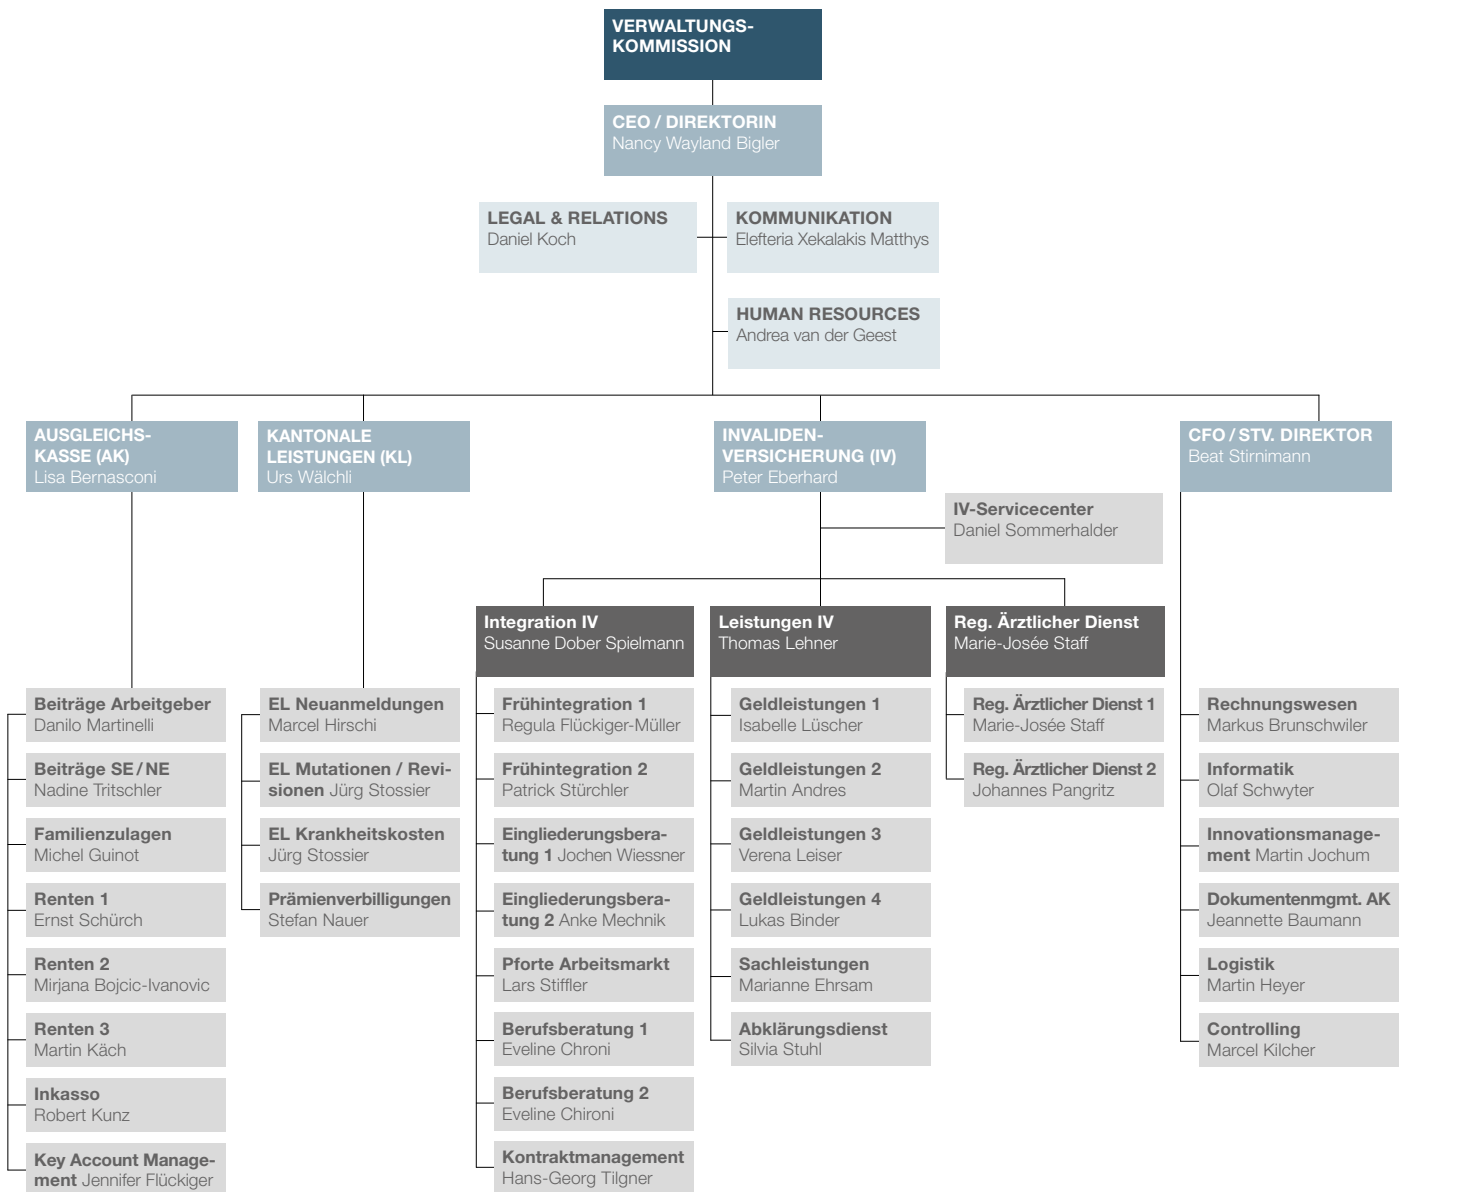 VERWALTUNGS-
KOMMISSION
CEO / DIREKTORIN
Nancy Wayland Bigler
LEGAL & RELATIONS
Daniel Koch
KOMMUNIKATION
Elefteria Xekalakis Matthys
HUMAN RESOURCES
Andrea van der Geest
AUSGLEICHS-
KASSE (AK)
Lisa Bernasconi
KANTONALE
LEISTUNGEN (KL)
Urs Wälchli
INVALIDEN-
VERSICHERUNG (IV)
Peter Eberhard
CFO / STV. DIREKTOR
Beat Stirnimann
IV-Servicecenter
Daniel Sommerhalder
Integration IV
Susanne Dober Spielmann
Leistungen IV
Thomas Lehner
Reg. Ärztlicher Dienst
Marie-Josée Staff
Beiträge Arbeitgeber
Danilo Martinelli
Beiträge SE / NE
Nadine Tritschler
Familienzulagen
Michel Guinot
Renten 1
Ernst Schürch
Renten 2
Mirjana Bojcic-Ivanovic
Renten 3
Martin Käch
Inkasso
Robert Kunz
Key Account Manage-
ment Jennifer Flückiger
EL Neuanmeldungen
Marcel Hirschi
EL Mutationen / Revi-
sionen Jürg Stossier
EL Krankheitskosten
Jürg Stossier
Prämienverbilligungen
Stefan Nauer
Frühintegration 1
Regula Flückiger-Müller
Frühintegration 2
Patrick Stürchler
Eingliederungsbera-
tung 1 Jochen Wiessner
Eingliederungsbera-
tung 2 Anke Mechnik
Pforte Arbeitsmarkt
Lars Stiffler
Berufsberatung 1
Eveline Chroni
Berufsberatung 2
Eveline Chironi
Kontraktmanagement
Hans-Georg Tilgner
Geldleistungen 1
Isabelle Lüscher
Geldleistungen 2
Martin Andres
Geldleistungen 3
Verena Leiser
Geldleistungen 4
Lukas Binder
Sachleistungen
Marianne Ehrsam
Abklärungsdienst
Silvia Stuhl
Reg. Ärztlicher Dienst 1
Marie-Josée Staff
Reg. Ärztlicher Dienst 2
Johannes Pangritz
Rechnungswesen
Markus Brunschwiler
Informatik
Olaf Schwyter
Innovationsmanage-
ment Martin Jochum
Dokumentenmgmt. AK
Jeannette Baumann
Logistik
Martin Heyer
Controlling
Marcel Kilcher